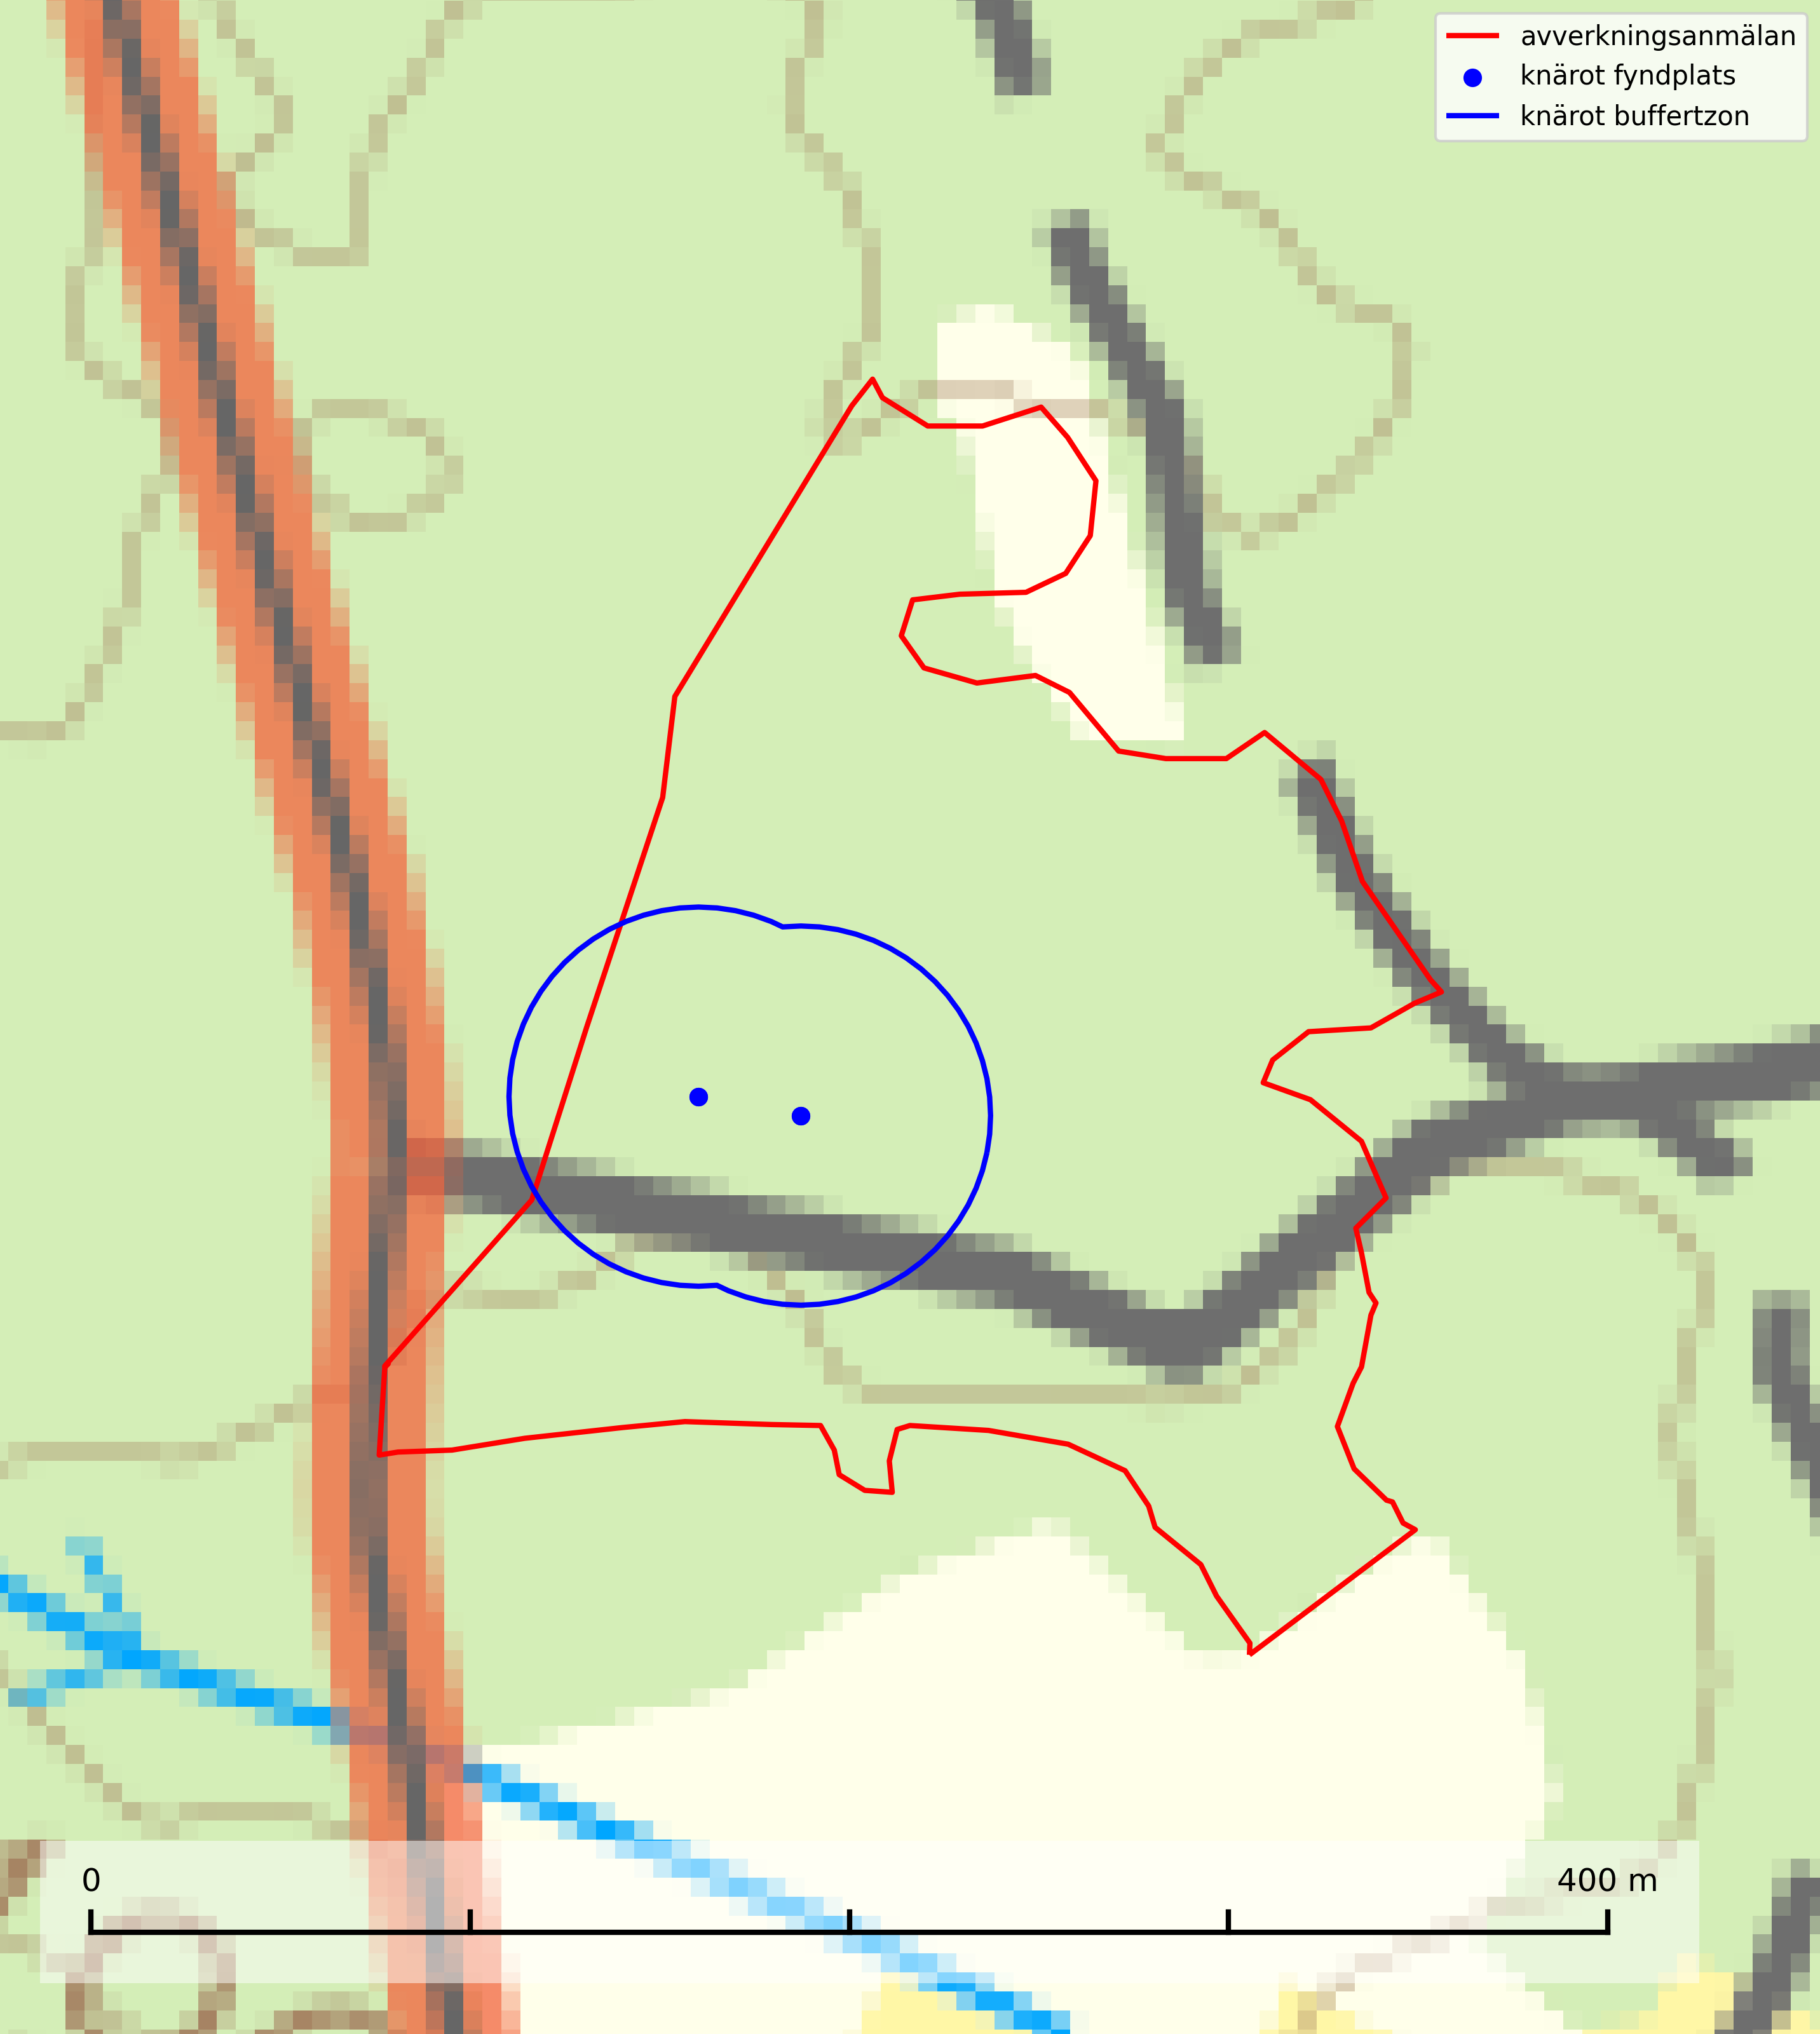 avverkningsanmälan
knärot fyndplats
knärot buffertzon
0
400 m